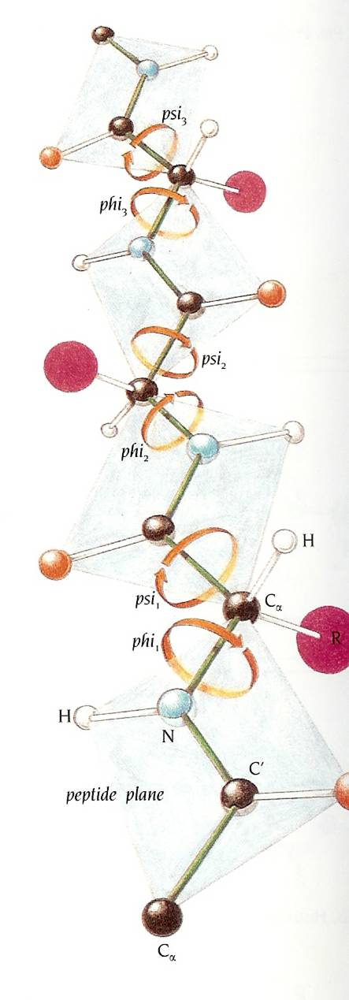 psi₃
phi₃
psi₂
phi₂
H
psi₁
Cα
phi₁
R
H
N
C′
peptide plane
Cα